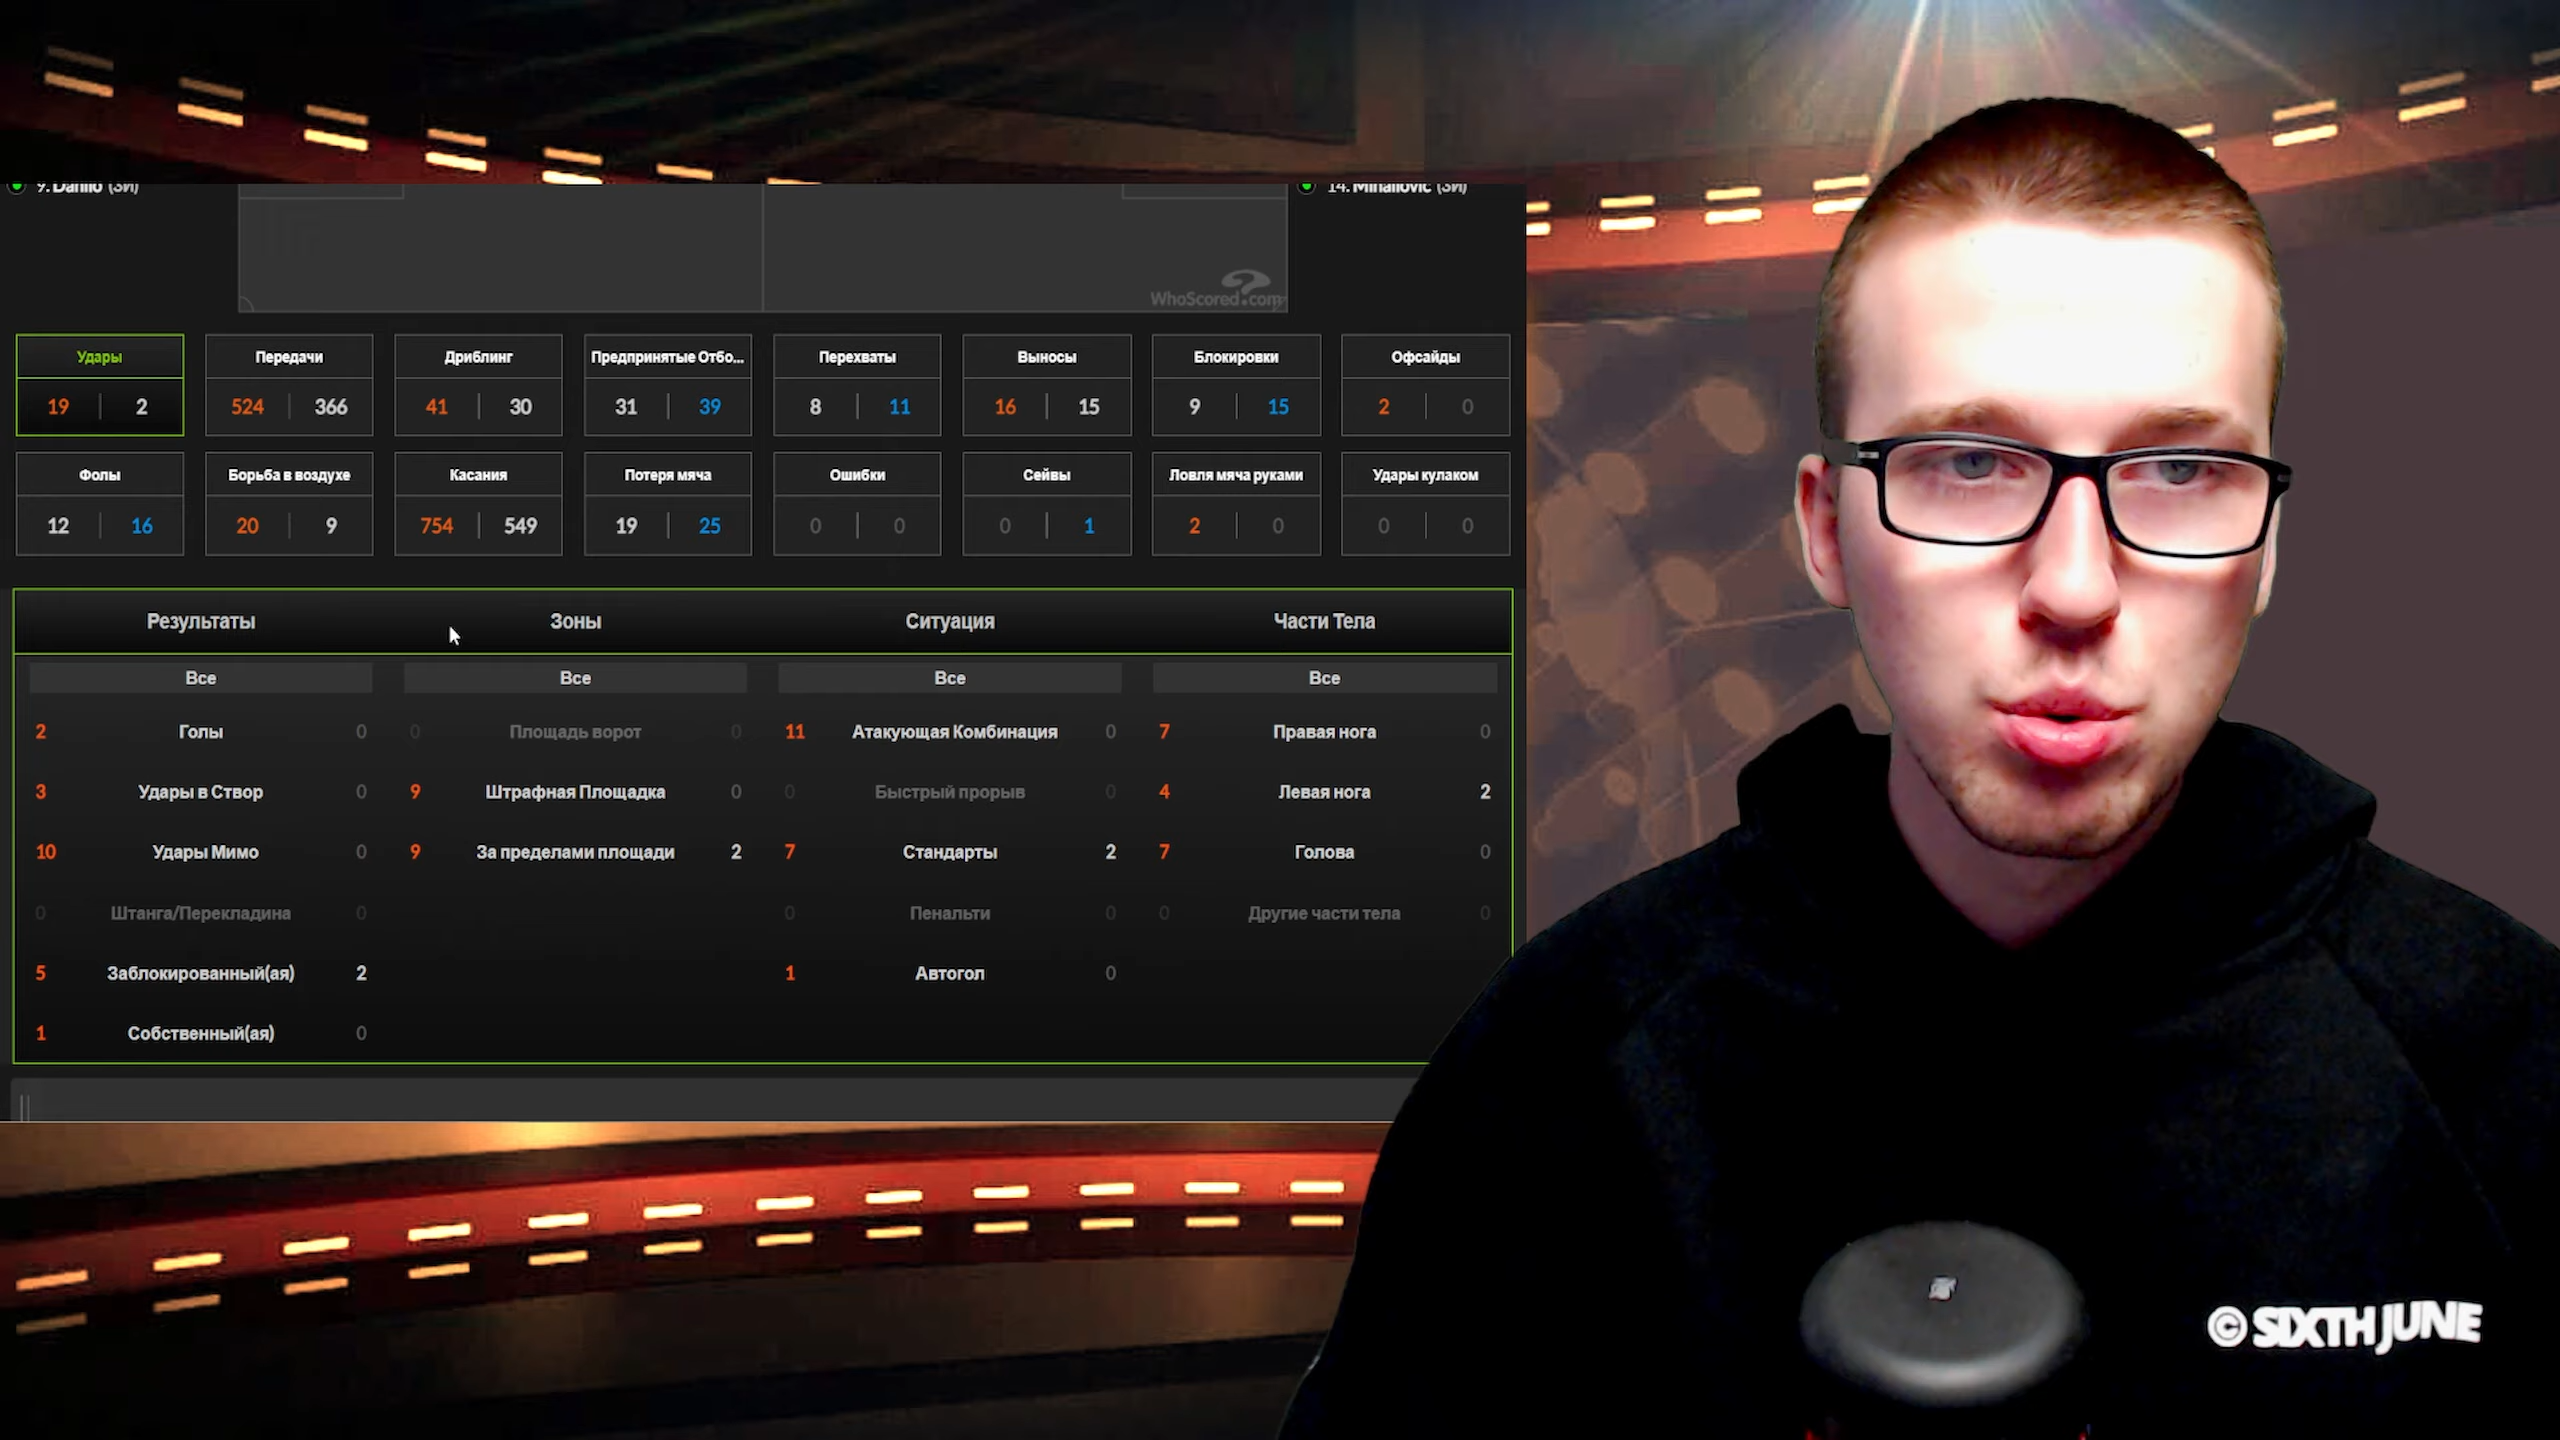 9. Danilo (ЗИ)
14. Mihailovic (ЗИ)
WhoScored.com
Удары
Передачи
Дриблинг
Предпринятые Отбо...
Перехваты
Выносы
Блокировки
Офсайды
19 2
524 366
41 30
31 39
8 11
16 15
9 15
2 0
Фолы
Борьба в воздухе
Касания
Потеря мяча
Ошибки
Сейвы
Ловля мяча руками
Удары кулаком
12 16
20 9
754 549
19 25
0 0
0 1
2 0
0 0
Результаты
Зоны
Ситуация
Части Тела
Все
Все
Все
Все
2 Голы 0
0 Площадь ворот 0
11 Атакующая Комбинация 0
7 Правая нога 0
3 Удары в Створ 0
9 Штрафная Площадка 0
0 Быстрый прорыв 0
4 Левая нога 2
10 Удары Мимо 0
9 За пределами площади 2
7 Стандарты 2
7 Голова 0
0 Штанга/Перекладина 0
0 Пенальти 0
0 Другие части тела 0
5 Заблокированный(ая) 2
1 Автогол 0
1 Собственный(ая) 0
© SIXTHJUNE